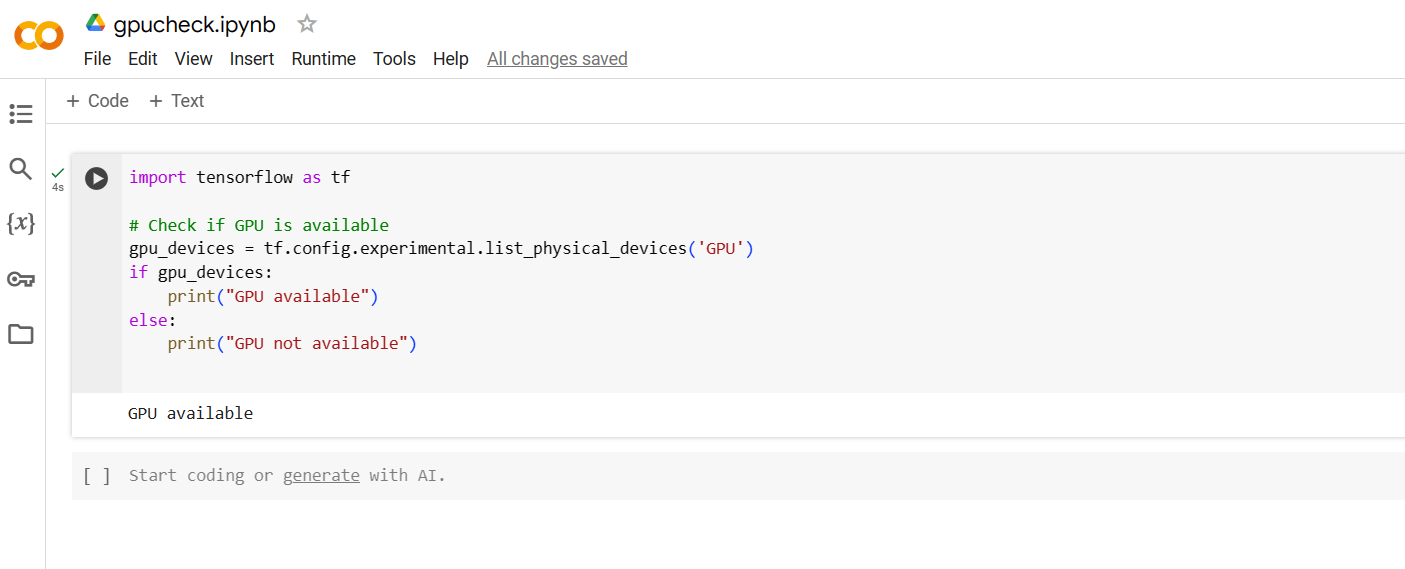 gpucheck.ipynb
File Edit View Insert Runtime Tools Help All changes saved
+ Code + Text
{x}
4s
import tensorflow as tf
# Check if GPU is available
gpu_devices = tf.config.experimental.list_physical_devices('GPU')
if gpu_devices:
    print("GPU available")
else:
    print("GPU not available")
GPU available
[ ] Start coding or generate with AI.